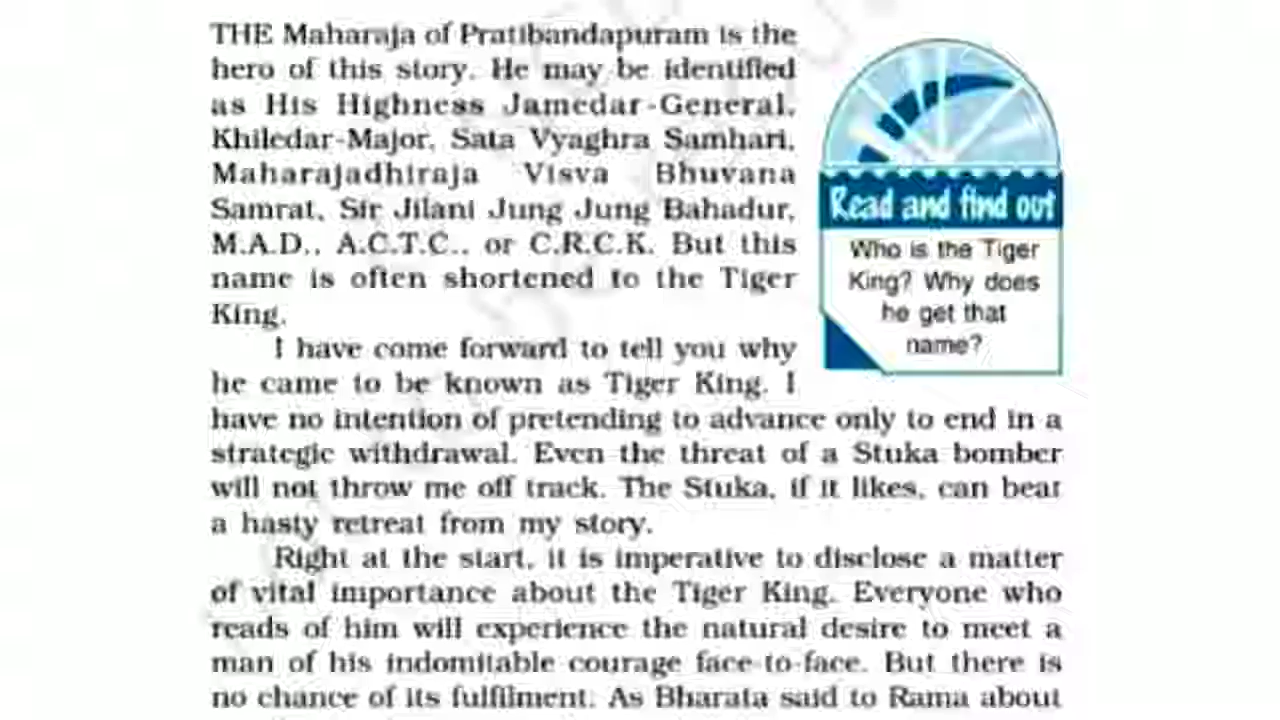 THE Maharaja of Pratibandapuram is the
hero of this story. He may be identified
as His Highness Jamedar-General,
Khiledar-Major, Sata Vyaghra Samhari,
Maharajadhiraja Visva Bhuvana
Samrat, Sir Jilani Jung Jung Bahadur,
M.A.D., A.C.T.C., or C.R.C.K. But this
name is often shortened to the Tiger
King.
Read and find out
Who is the Tiger
King? Why does
he get that
name?
I have come forward to tell you why
he came to be known as Tiger King. I
have no intention of pretending to advance only to end in a
strategic withdrawal. Even the threat of a Stuka bomber
will not throw me off track. The Stuka, if it likes, can beat
a hasty retreat from my story.
Right at the start, it is imperative to disclose a matter
of vital importance about the Tiger King. Everyone who
reads of him will experience the natural desire to meet a
man of his indomitable courage face-to-face. But there is
no chance of its fulfilment. As Bharata said to Rama about